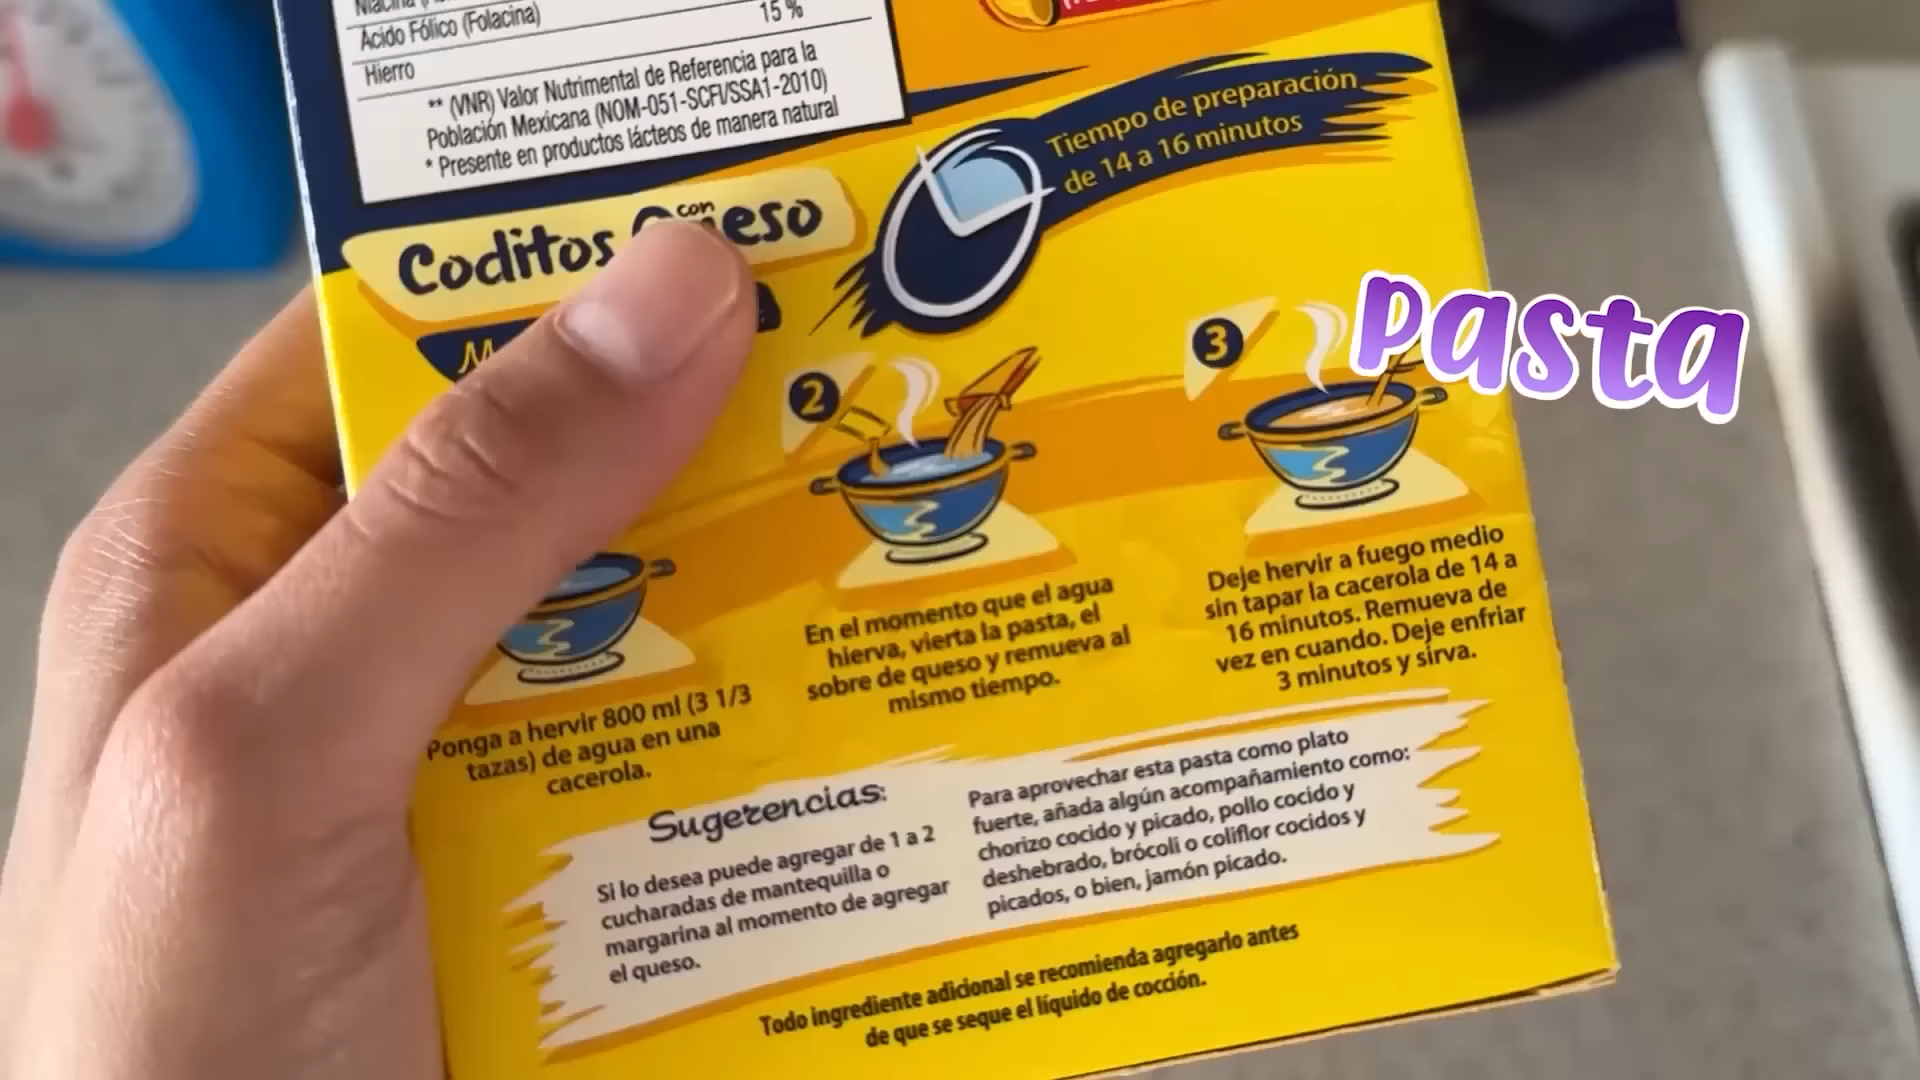 Ácido Fólico (Folacina)
15 %
Hierro
** (VNR) Valor Nutrimental de Referencia para la
Población Mexicana (NOM-051-SCFI/SSA1-2010)
* Presente en productos lácteos de manera natural
Tiempo de preparación
de 14 a 16 minutos
Coditos con
Pasta
2
3
Ponga a hervir 800 ml (3 1/3
tazas) de agua en una
cacerola.
En el momento que el agua
hierva, vierta la pasta, el
sobre de queso y remueva al
mismo tiempo.
Deje hervir a fuego medio
sin tapar la cacerola de 14 a
16 minutos. Remueva de
vez en cuando. Deje enfriar
3 minutos y sirva.
Sugerencias:
Si lo desea puede agregar de 1 a 2
cucharadas de mantequilla o
margarina al momento de agregar
el queso.
Para aprovechar esta pasta como plato
fuerte, añada algún acompañamiento como:
chorizo cocido y picado, pollo cocido y
deshebrado, brócoli o coliflor cocidos y
picados, o bien, jamón picado.
Todo ingrediente adicional se recomienda agregarlo antes
de que se seque el líquido de cocción.